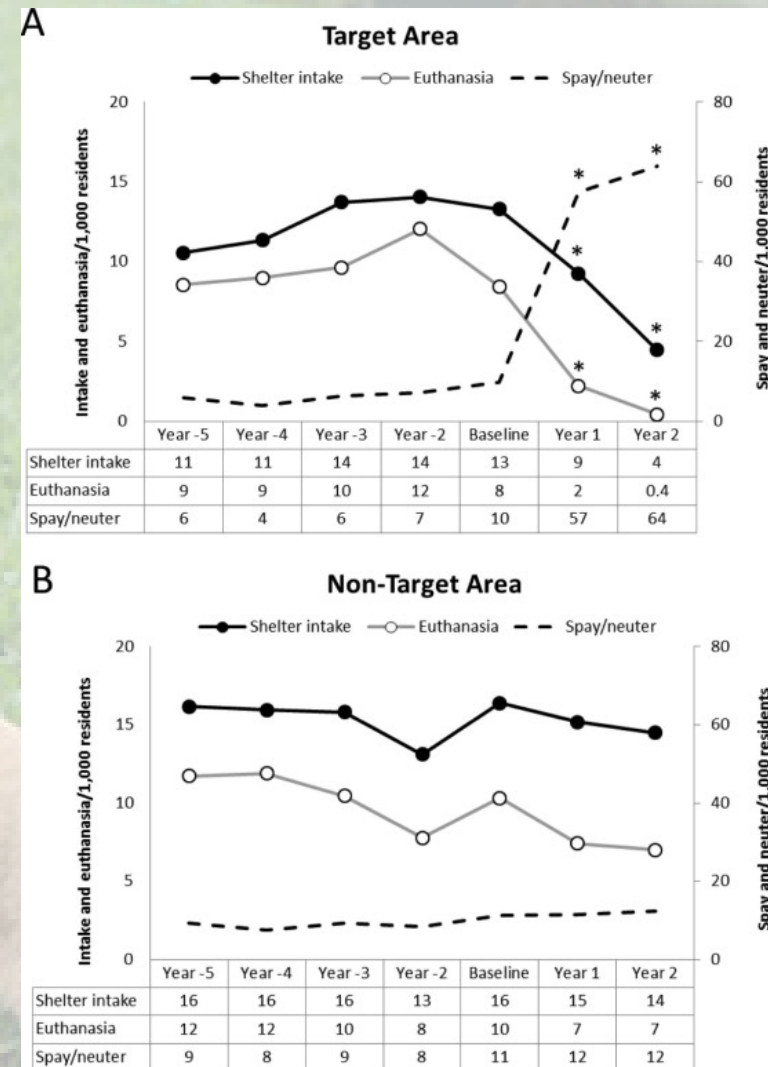 A
Target Area
Shelter intake Euthanasia Spay/neuter
Intake and euthanasia/1,000 residents
Spay and neuter/1,000 residents
20 80
* *
15 60
*
10 40
*
5 20
* *
0 0
Year -5 Year -4 Year -3 Year -2 Baseline Year 1 Year 2
Shelter intake 11 11 14 14 13 9 4
Euthanasia 9 9 10 12 8 2 0.4
Spay/neuter 6 4 6 7 10 57 64
B
Non-Target Area
Shelter intake Euthanasia Spay/neuter
Intake and euthanasia/1,000 residents
Spay and neuter/1,000 residents
20 80
15 60
10 40
5 20
0 0
Year -5 Year -4 Year -3 Year -2 Baseline Year 1 Year 2
Shelter intake 16 16 16 13 16 15 14
Euthanasia 12 12 10 8 10 7 7
Spay/neuter 9 8 9 8 11 12 12